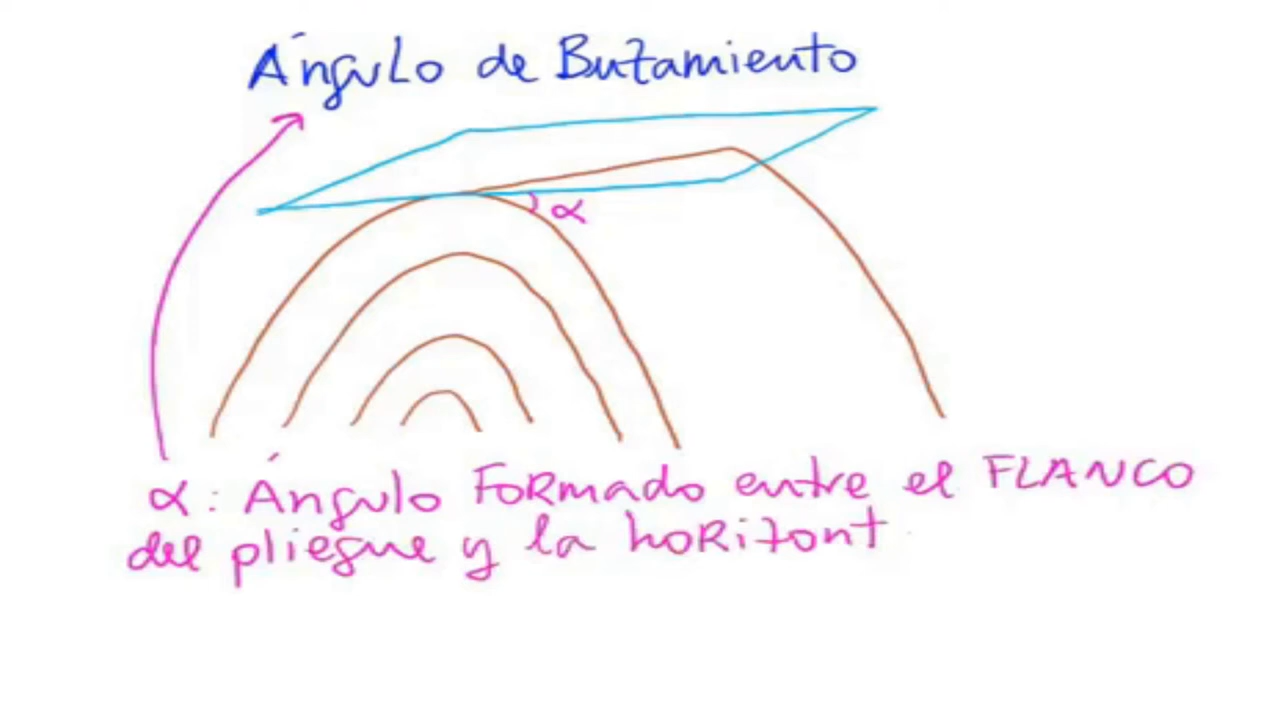 Ángulo de Buzamiento
α
α: Ángulo Formado entre el FLANCO
del pliegue y la horizont